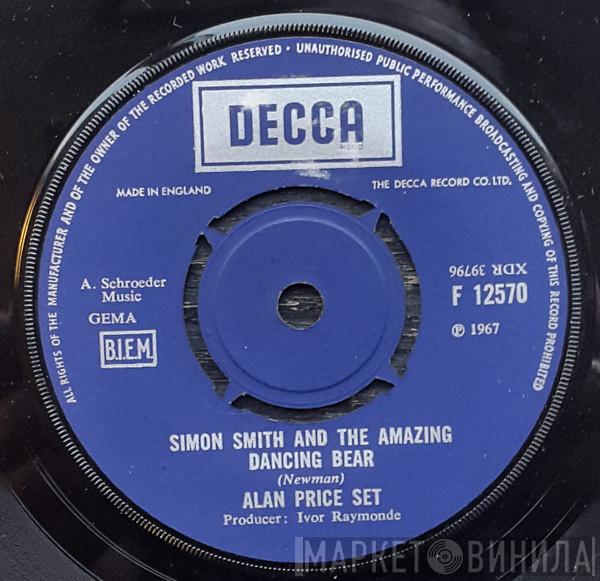 ALL RIGHTS OF THE MANUFACTURER AND OF THE OWNER OF THE RECORDED WORK RESERVED • UNAUTHORISED PUBLIC PERFORMANCE BROADCASTING AND COPYING OF THIS RECORD PROHIBITED
DECCA
MADE IN ENGLAND
THE DECCA RECORD CO. LTD.
A. Schroeder
Music
GEMA
B.I.E.M.
XDR 39796
F 12570
℗ 1967
SIMON SMITH AND THE AMAZING
DANCING BEAR
(Newman)
ALAN PRICE SET
Producer: Ivor Raymonde
МАРКЕТ ВИНИЛА